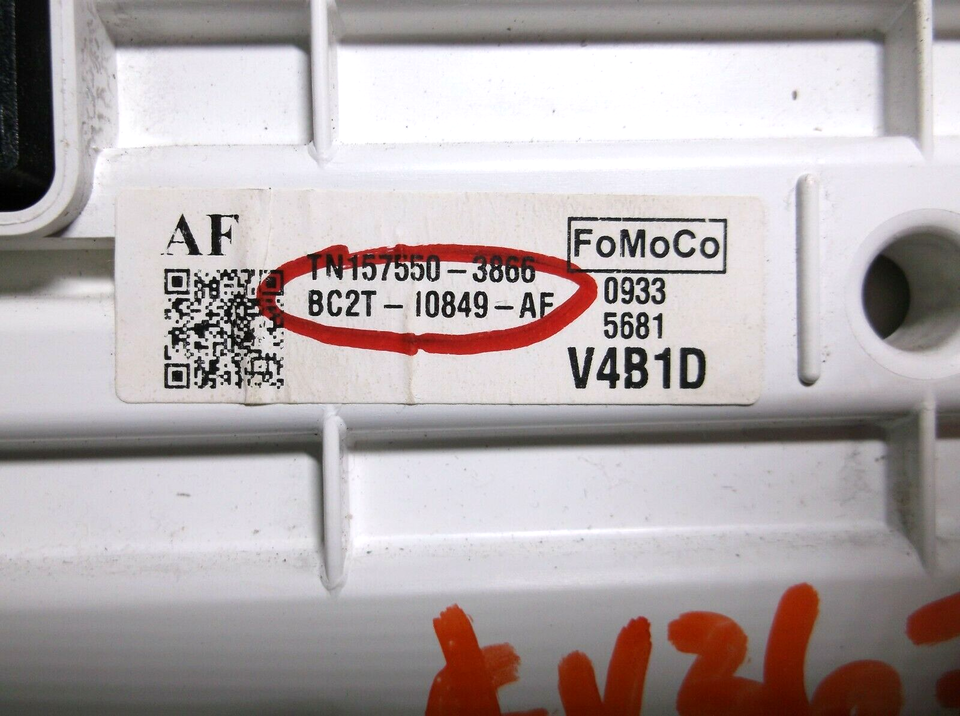 AF
TN157550-3866
BC2T-10849-AF
FoMoCo
0933
5681
V4B1D